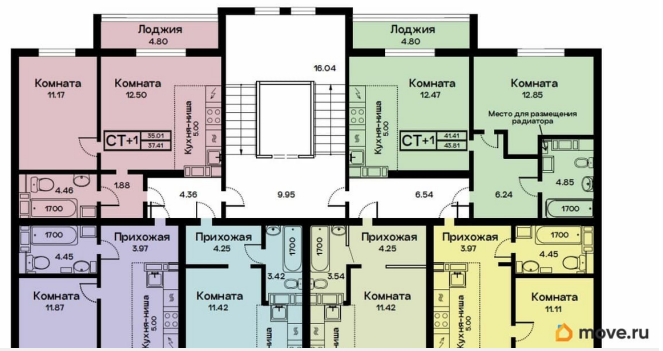 Лоджия
4.80
Лоджия
4.80
16.04
Комната
11.17
Комната
12.50
Кухня-ниша
5.00
СТ+1
35.01
37.41
Комната
12.47
Кухня-ниша
5.00
СТ+1
41.41
43.81
Комната
12.85
Место для размещения
радиатора
4.46
1700
1.88
4.36
9.95
6.54
6.24
4.85
1700
1700
4.45
Прихожая
3.97
Прихожая
4.25
1700
3.42
1700
3.54
Прихожая
4.25
Прихожая
3.97
1700
4.45
11.87
Кухня-ниша
5.00
11.42
Кухня-ниша
5.00
11.42
Кухня-ниша
5.00
11.11
move.ru